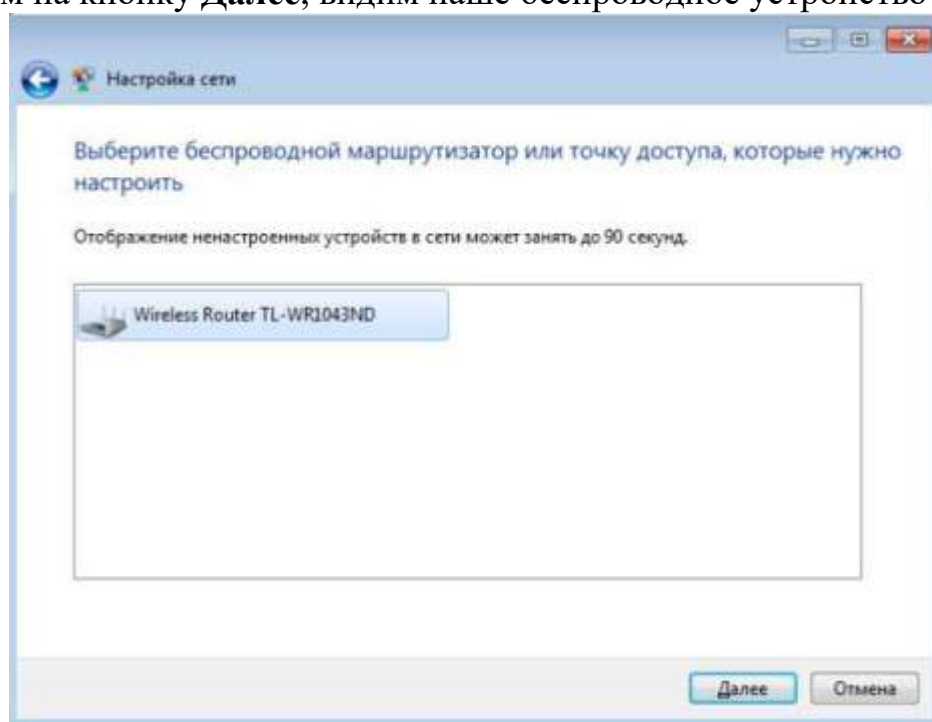 м на кнопку Далее, видим наше беспроводное устройство
Настройка сети
Выберите беспроводной маршрутизатор или точку доступа, которые нужно
настроить
Отображение ненастроенных устройств в сети может занять до 90 секунд.
Wireless Router TL-WR1043ND
Далее
Отмена